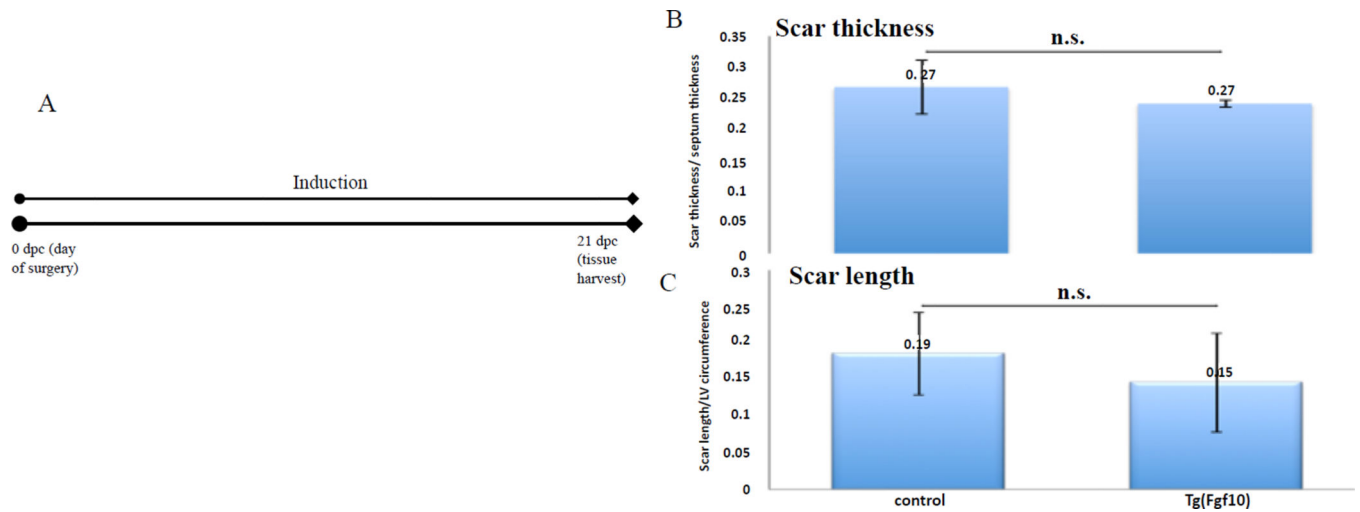 A
Induction
0 dpc (day
of surgery)
21 dpc
(tissue
harvest)
B
Scar thickness
n.s.
Scar thickness/ septum thickness
0.35
0.3
0.25
0.2
0.15
0.1
0.05
0
0. 27
0.27
C
Scar length
n.s.
Scar length/LV circumference
0.3
0.25
0.2
0.15
0.1
0.05
0
0.19
0.15
control
Tg(Fgf10)